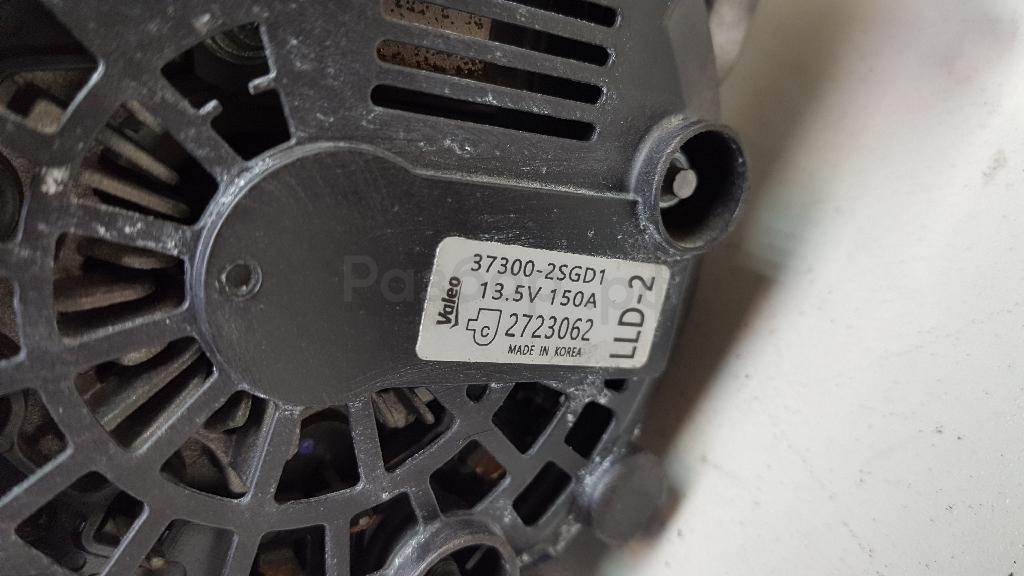 37300-2SGD1
13.5V 150A
Valeo
C 2723062
MADE IN KOREA
LLD-2